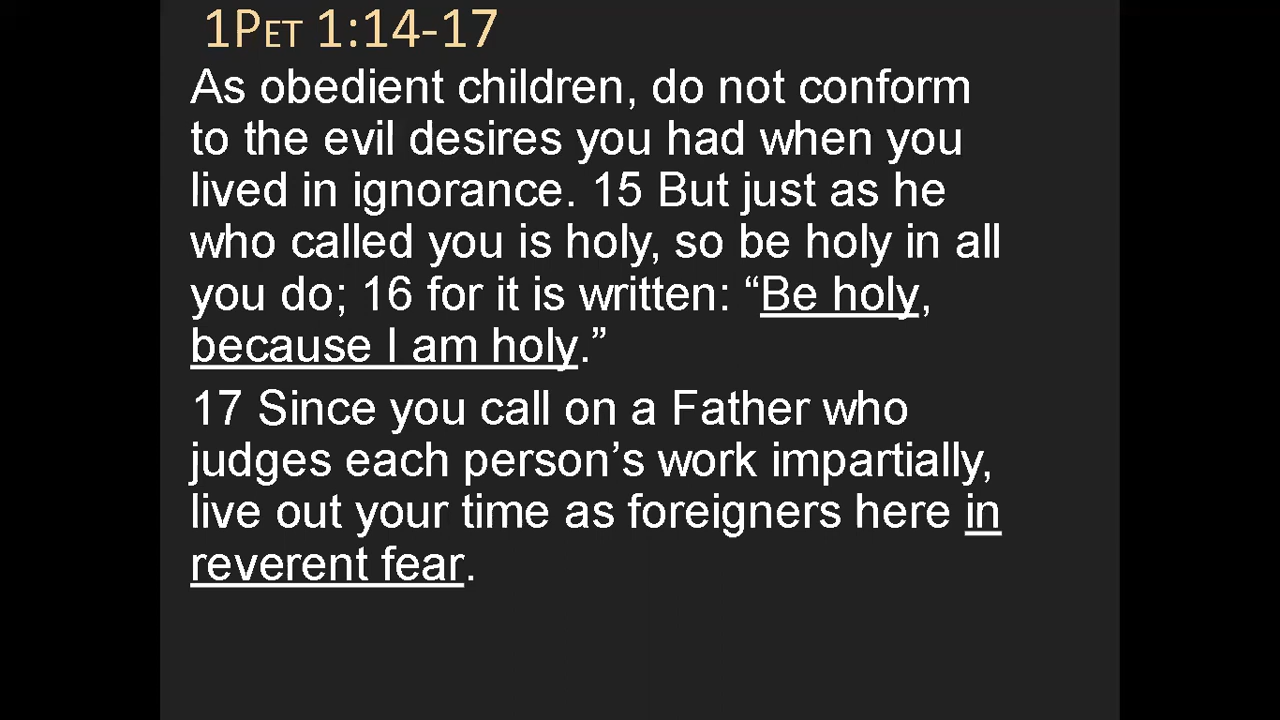 1Pet 1:14-17
As obedient children, do not conform
to the evil desires you had when you
lived in ignorance. 15 But just as he
who called you is holy, so be holy in all
you do; 16 for it is written: “Be holy,
because I am holy.”
17 Since you call on a Father who
judges each person’s work impartially,
live out your time as foreigners here in
reverent fear.